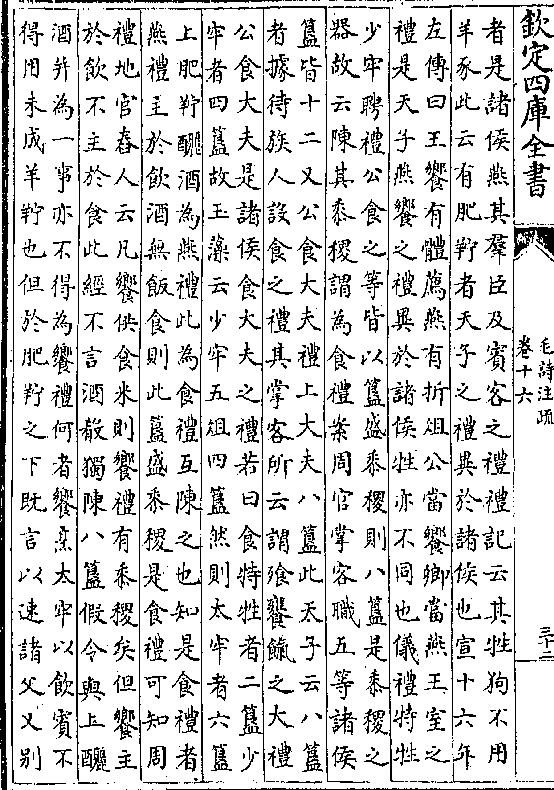 欽定四庫全書
毛詩注疏
卷十六
三十二
者是諸侯燕其羣臣及賓客之禮禮記云其牲狗不用
羊豕此云有肥羜者天子之禮異於諸侯也宣十六年
左傳曰王饗有體薦燕有折俎公當饗卿當燕王室之
禮是天子燕饗之禮異於諸侯牲亦不同也儀禮特牲
少牢聘禮公食之等皆以簋盛黍稷則八簋是黍稷之
器故云陳其黍稷謂為食禮案周官掌客職五等諸侯
簋皆十二又公食大夫禮上大夫八簋此天子云八簋
者據待族人設食之禮其掌客所云謂飱饔餼之大禮
公食大夫是諸侯食大夫之禮若曰食特牲者二簋少
牢者四簋故玉藻云少牢五俎四簋然則太牢者六簋
上肥羜釃酒為燕禮此為食禮互陳之也知是食禮者
燕禮主於飲酒無飯食則此簋盛黍稷是食禮可知周
禮地官舂人云凡饗供食米則饗禮有黍稷矣但饗主
於飲不主於食此經不言酒殽獨陳八簋假令與上釃
酒并為一事亦不得為饗禮何者饗烹太牢以飲賓不
得用未成羊羜也但於肥羜之下既言以速諸父又別